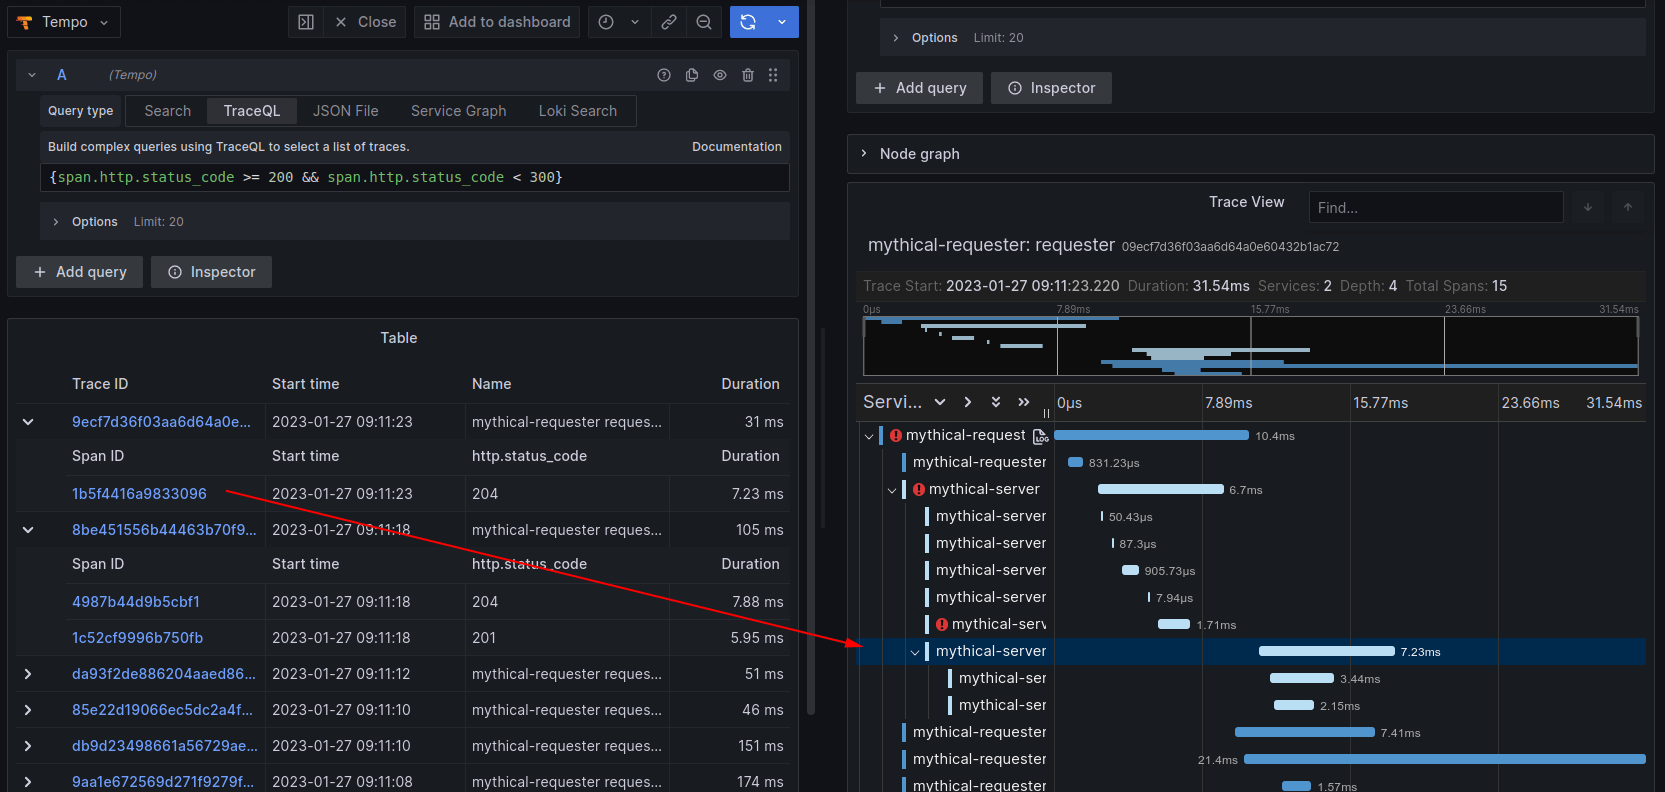 Tempo
Close
Add to dashboard
A (Tempo)
Query type Search TraceQL JSON File Service Graph Loki Search
Build complex queries using TraceQL to select a list of traces. Documentation
{span.http.status_code >= 200 && span.http.status_code < 300}
Options Limit: 20
+ Add query Inspector
Table
Trace ID Start time Name Duration
9ecf7d36f03aa6d64a0e... 2023-01-27 09:11:23 mythical-requester reques... 31 ms
Span ID Start time http.status_code Duration
1b5f4416a9833096 2023-01-27 09:11:23 204 7.23 ms
8be451556b44463b70f9... 2023-01-27 09:11:18 mythical-requester reques... 105 ms
Span ID Start time http.status_code Duration
4987b44d9b5cbf1 2023-01-27 09:11:18 204 7.88 ms
1c52cf9996b750fb 2023-01-27 09:11:18 201 5.95 ms
da93f2de886204aaed86... 2023-01-27 09:11:12 mythical-requester reques... 51 ms
85e22d19066ec5dc2a4f... 2023-01-27 09:11:10 mythical-requester reques... 46 ms
db9d23498661a56729ae... 2023-01-27 09:11:10 mythical-requester reques... 151 ms
9aa1e672569d271f9279f... 2023-01-27 09:11:08 mythical-requester reques... 174 ms
Options Limit: 20
+ Add query Inspector
Node graph
Trace View Find...
mythical-requester: requester 09ecf7d36f03aa6d64a0e60432b1ac72
Trace Start: 2023-01-27 09:11:23.220 Duration: 31.54ms Services: 2 Depth: 4 Total Spans: 15
0μs 7.89ms 15.77ms 23.66ms 31.54ms
Servi... 0μs 7.89ms 15.77ms 23.66ms 31.54ms
mythical-request LOG 10.4ms
mythical-requester 831.23μs
mythical-server 6.7ms
mythical-server 50.43μs
mythical-server 87.3μs
mythical-server 905.73μs
mythical-server 7.94μs
mythical-serv 1.71ms
mythical-server 7.23ms
mythical-ser 3.44ms
mythical-ser 2.15ms
mythical-requester 7.41ms
mythical-requester 21.4ms
mythical-requester 1.57ms